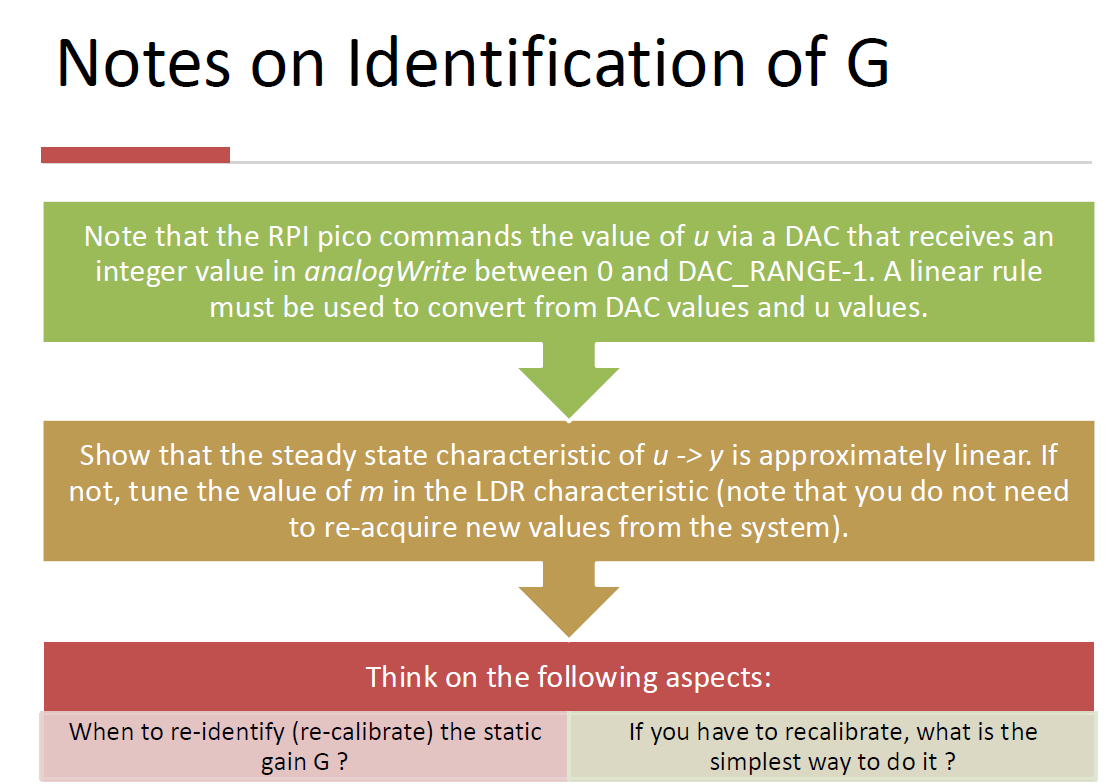 Notes on Identification of G
Note that the RPI pico commands the value of u via a DAC that receives an
integer value in analogWrite between 0 and DAC_RANGE-1. A linear rule
must be used to convert from DAC values and u values.
Show that the steady state characteristic of u -> y is approximately linear. If
not, tune the value of m in the LDR characteristic (note that you do not need
to re-acquire new values from the system).
Think on the following aspects:
When to re-identify (re-calibrate) the static
gain G ?
If you have to recalibrate, what is the
simplest way to do it ?